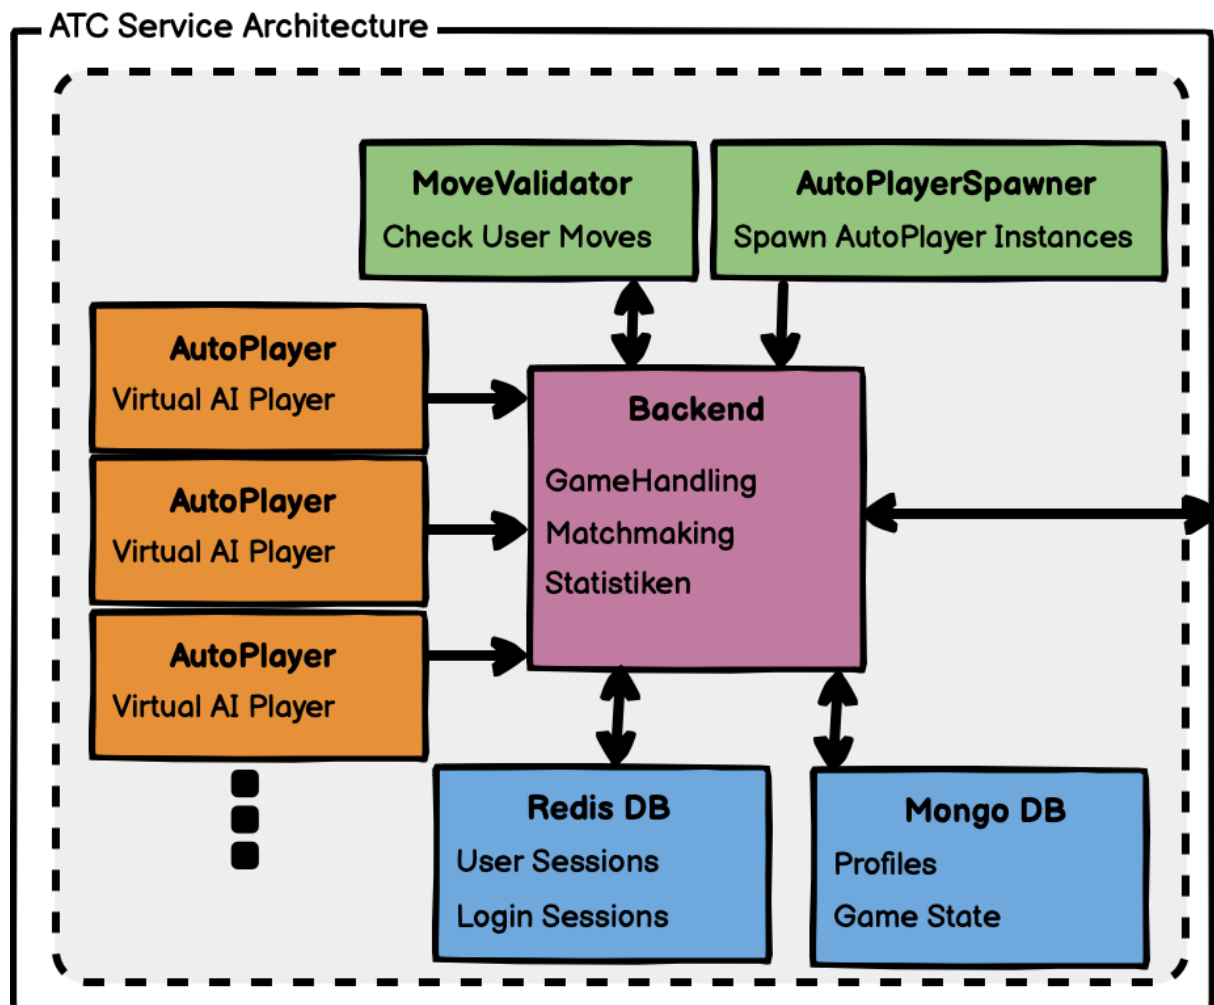 ATC Service Architecture
MoveValidator
Check User Moves
AutoPlayerSpawner
Spawn AutoPlayer Instances
AutoPlayer
Virtual AI Player
AutoPlayer
Virtual AI Player
AutoPlayer
Virtual AI Player
Backend
GameHandling
Matchmaking
Statistiken
Redis DB
User Sessions
Login Sessions
Mongo DB
Profiles
Game State